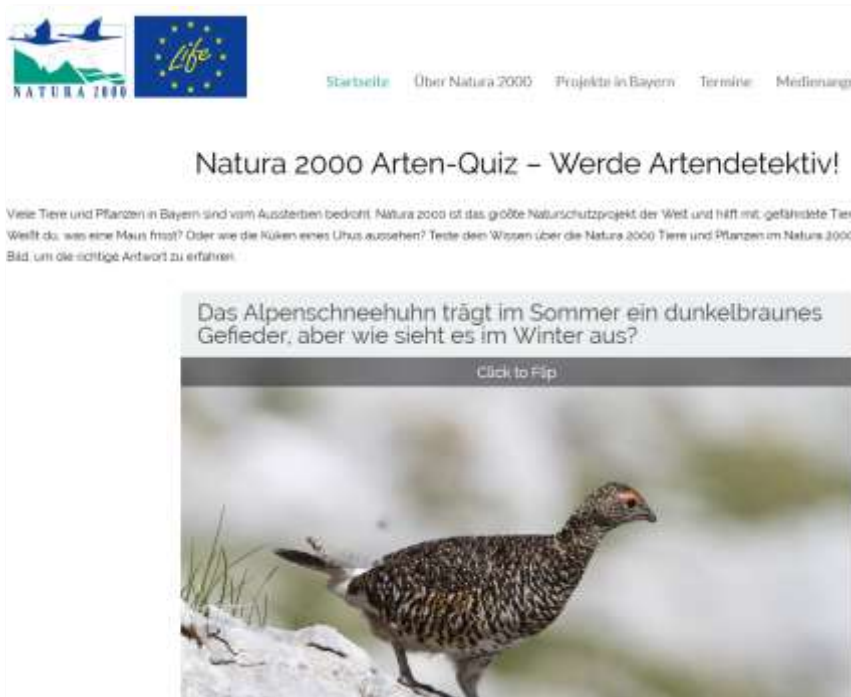 NATURA 2000
Life
Startseite Über Natura 2000 Projekte in Bayern Termine Medienang
Natura 2000 Arten-Quiz – Werde Artendetektiv!
Viele Tiere und Pflanzen in Bayern sind vom Aussterben bedroht. Natura 2000 ist das größte Naturschutzprojekt der Welt und hilft mit, gefährdete Tier
Weißt du, was eine Maus frisst? Oder wie die Küken eines Uhus aussehen? Teste dein Wissen über die Natura 2000 Tiere und Pflanzen im Natura 2000
Bild, um die richtige Antwort zu erfahren.
Das Alpenschneehuhn trägt im Sommer ein dunkelbraunes
Gefieder, aber wie sieht es im Winter aus?
Click to Flip